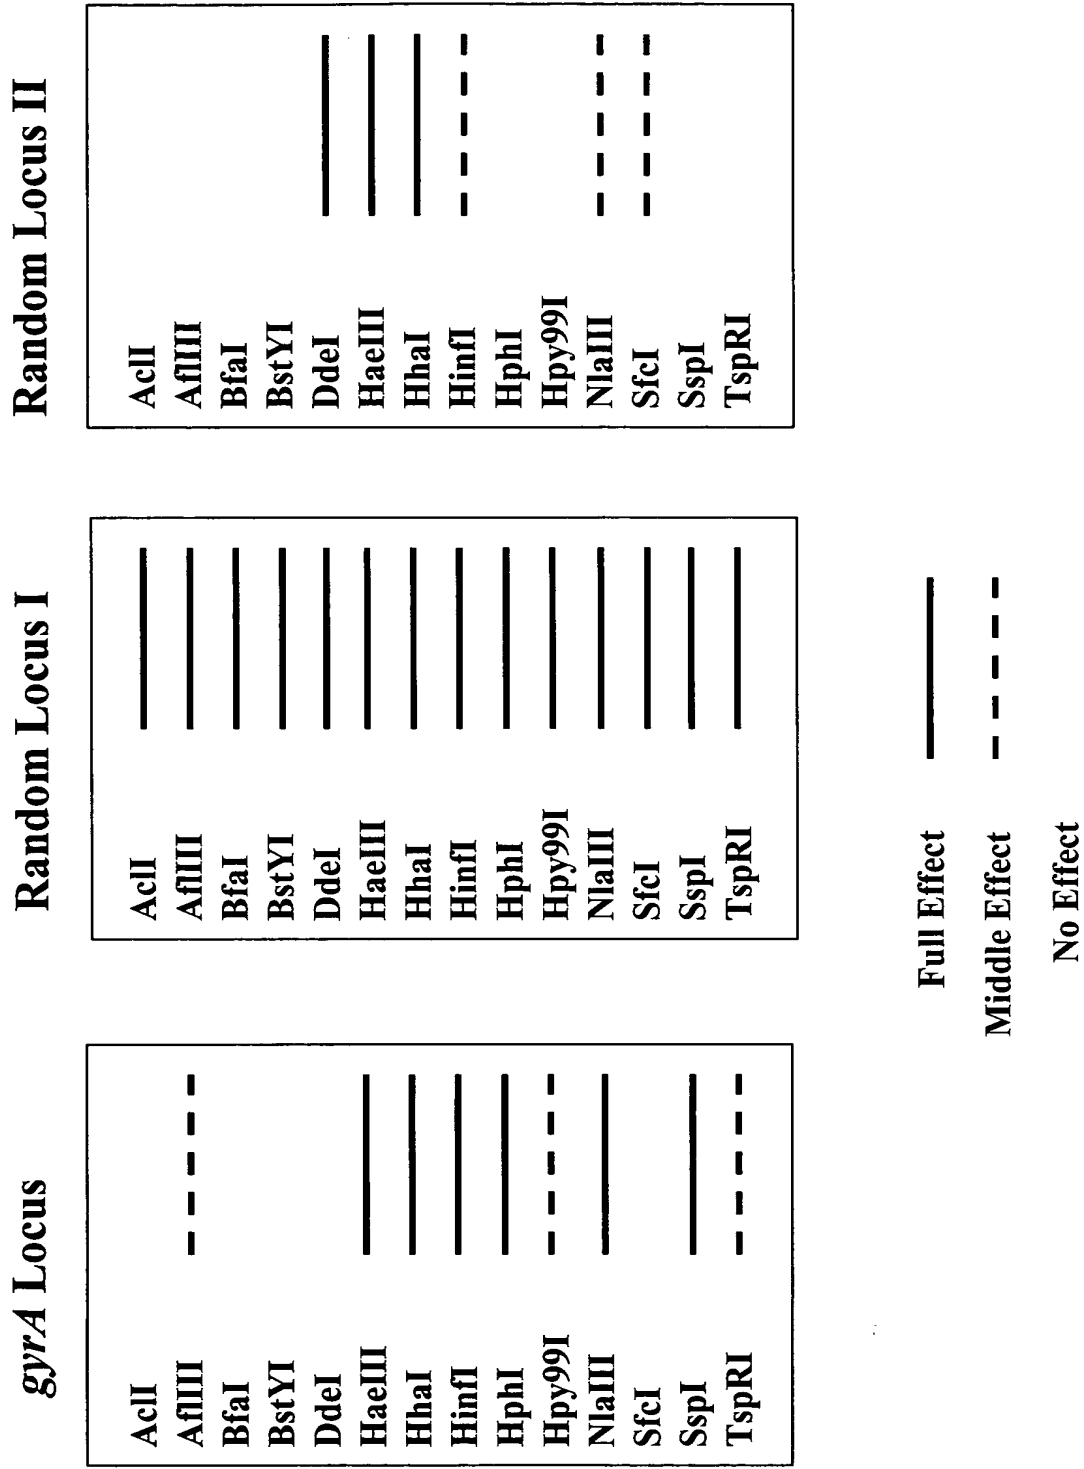 gyrA Locus
AclI
AflIII
BfaI
BstYI
DdeI
HaeIII
HhaI
HinfI
HphI
Hpy99I
NlaIII
SfcI
SspI
TspRI
Random Locus I
AclI
AflIII
BfaI
BstYI
DdeI
HaeIII
HhaI
HinfI
HphI
Hpy99I
NlaIII
SfcI
SspI
TspRI
Random Locus II
AclI
AflIII
BfaI
BstYI
DdeI
HaeIII
HhaI
HinfI
HphI
Hpy99I
NlaIII
SfcI
SspI
TspRI
Full Effect
Middle Effect
No Effect